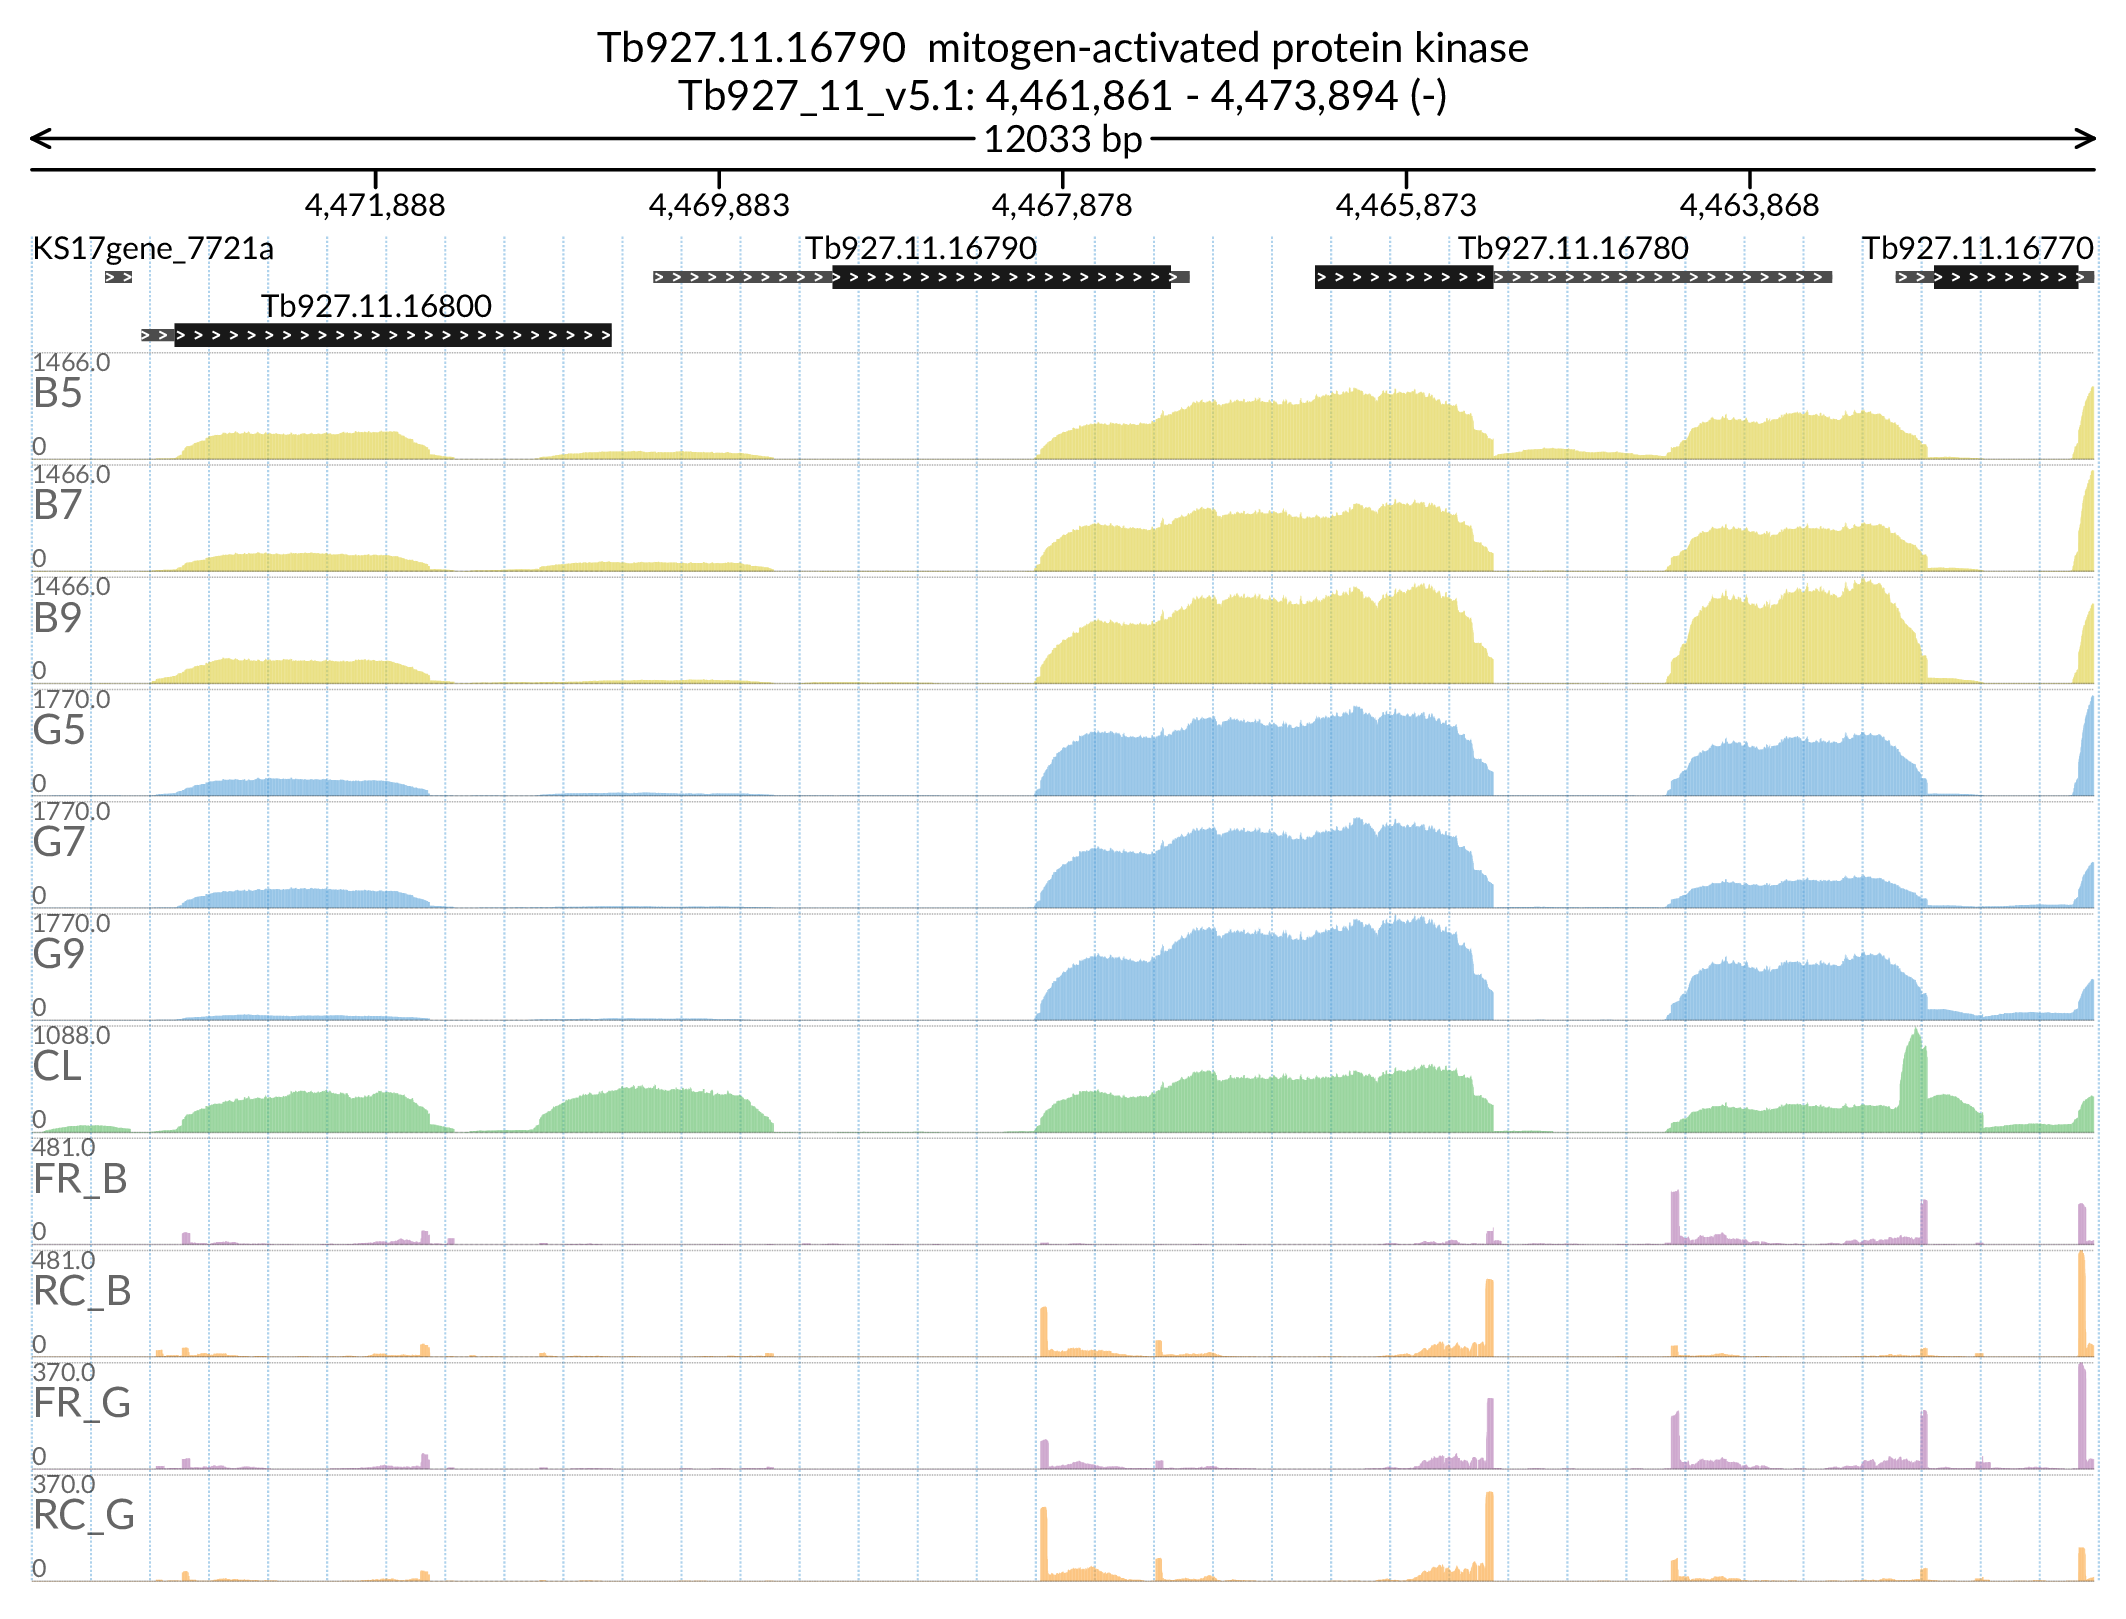 Tb927.11.16790  mitogen-activated protein kinase
Tb927_11_v5.1: 4,461,861 - 4,473,894 (-)
12033 bp
4,471,888 4,469,883 4,467,878 4,465,873 4,463,868
KS17gene_7721a Tb927.11.16790 Tb927.11.16780 Tb927.11.16770
Tb927.11.16800
1466.0
B5
0
1466.0
B7
0
1466.0
B9
0
1770.0
G5
0
1770.0
G7
0
1770.0
G9
0
1088.0
CL
0
481.0
FR_B
0
481.0
RC_B
0
370.0
FR_G
0
370.0
RC_G
0